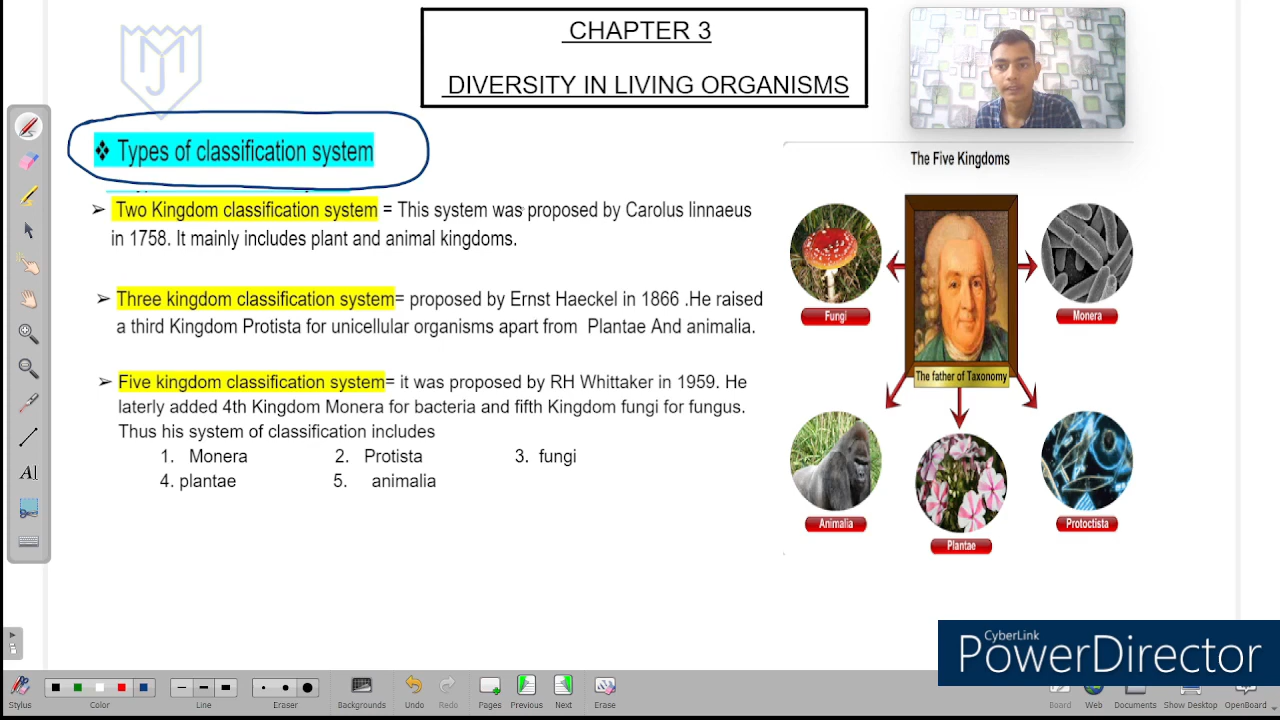 CHAPTER 3
DIVERSITY IN LIVING ORGANISMS
❖ Types of classification system
➢ Two Kingdom classification system = This system was proposed by Carolus linnaeus
in 1758. It mainly includes plant and animal kingdoms.
➢ Three kingdom classification system= proposed by Ernst Haeckel in 1866 .He raised
a third Kingdom Protista for unicellular organisms apart from Plantae And animalia.
➢ Five kingdom classification system= it was proposed by RH Whittaker in 1959. He
laterly added 4th Kingdom Monera for bacteria and fifth Kingdom fungi for fungus.
Thus his system of classification includes
1. Monera 2. Protista 3. fungi
4. plantae 5. animalia
The Five Kingdoms
Fungi
Monera
The father of Taxonomy
Animalia
Plantae
Protoctista
CyberLink
PowerDirector
Stylus Color Line Eraser Backgrounds Undo Redo Pages Previous Next Erase Board Web Documents Show Desktop OpenBoard